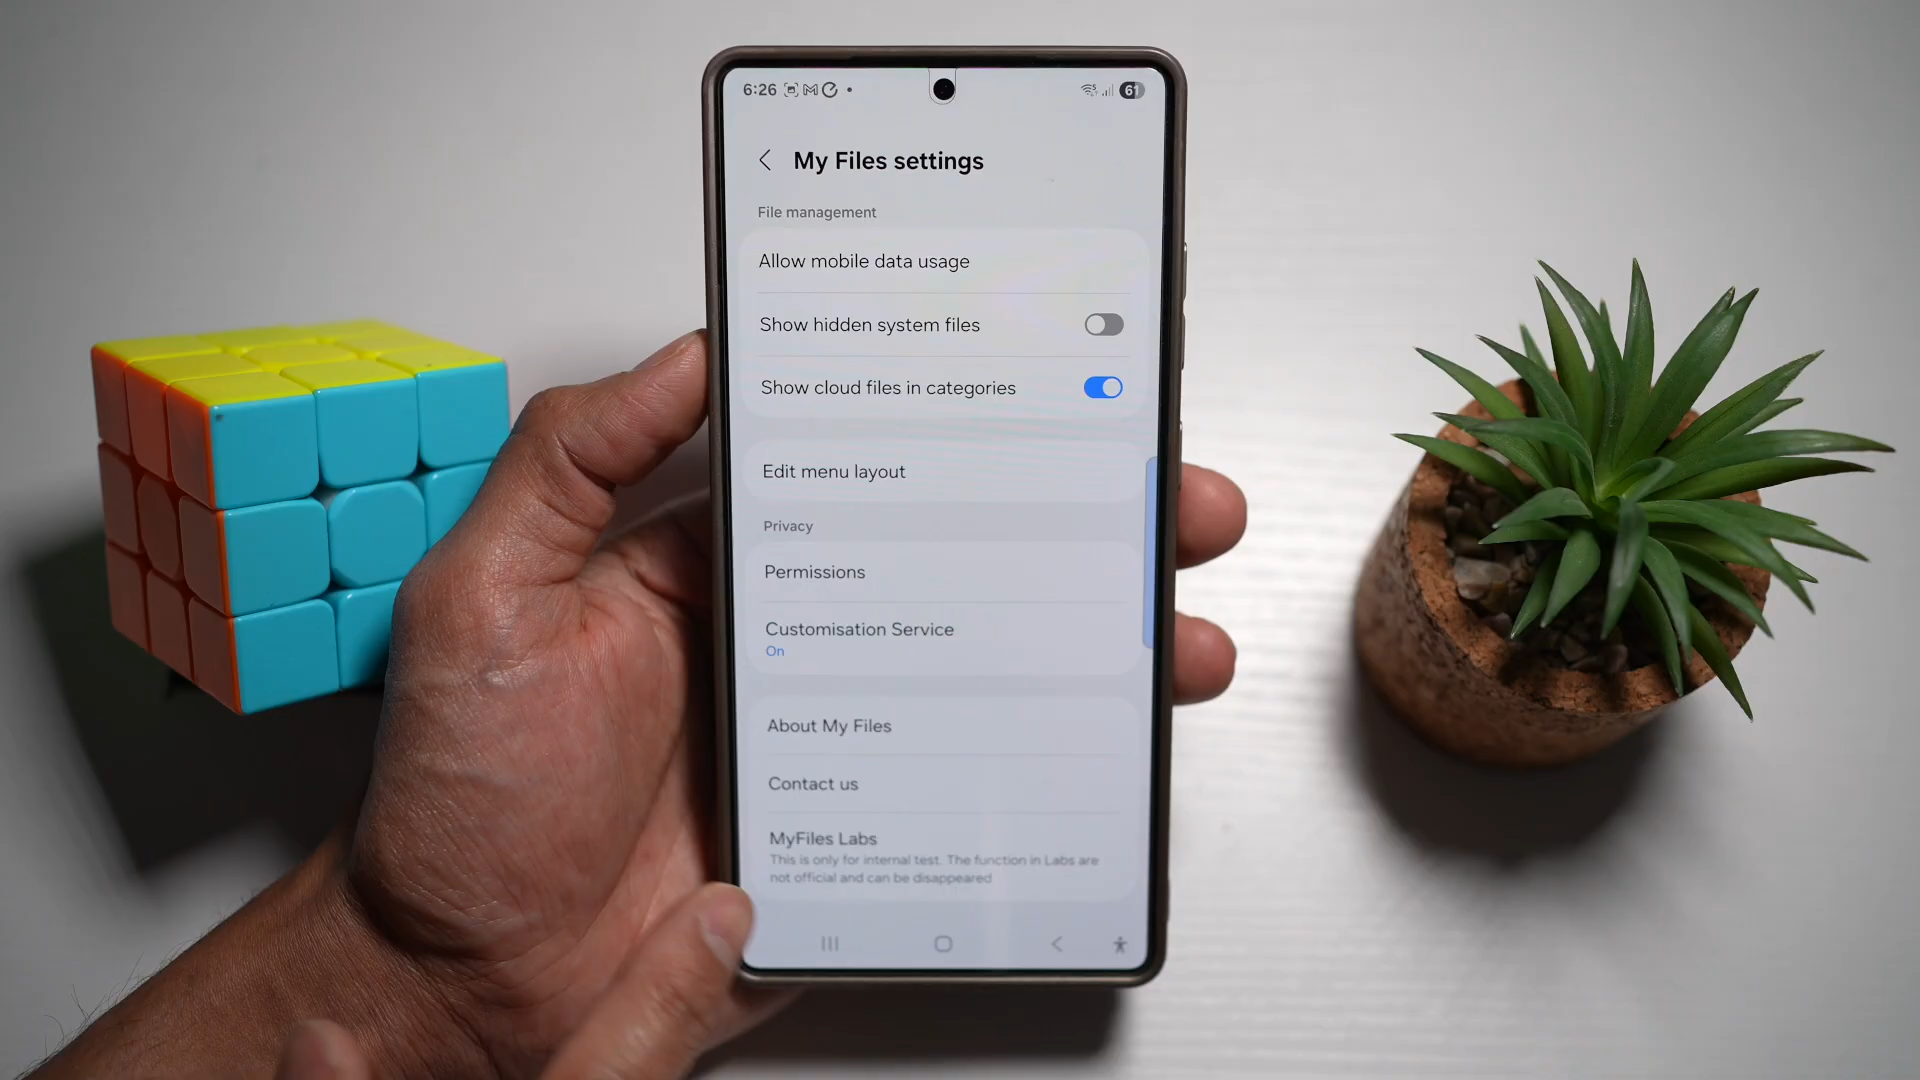 6:26
61
My Files settings
File management
Allow mobile data usage
Show hidden system files
Show cloud files in categories
Edit menu layout
Privacy
Permissions
Customisation Service
On
About My Files
Contact us
MyFiles Labs
This is only for internal test. The function in Labs are
not official and can be disappeared